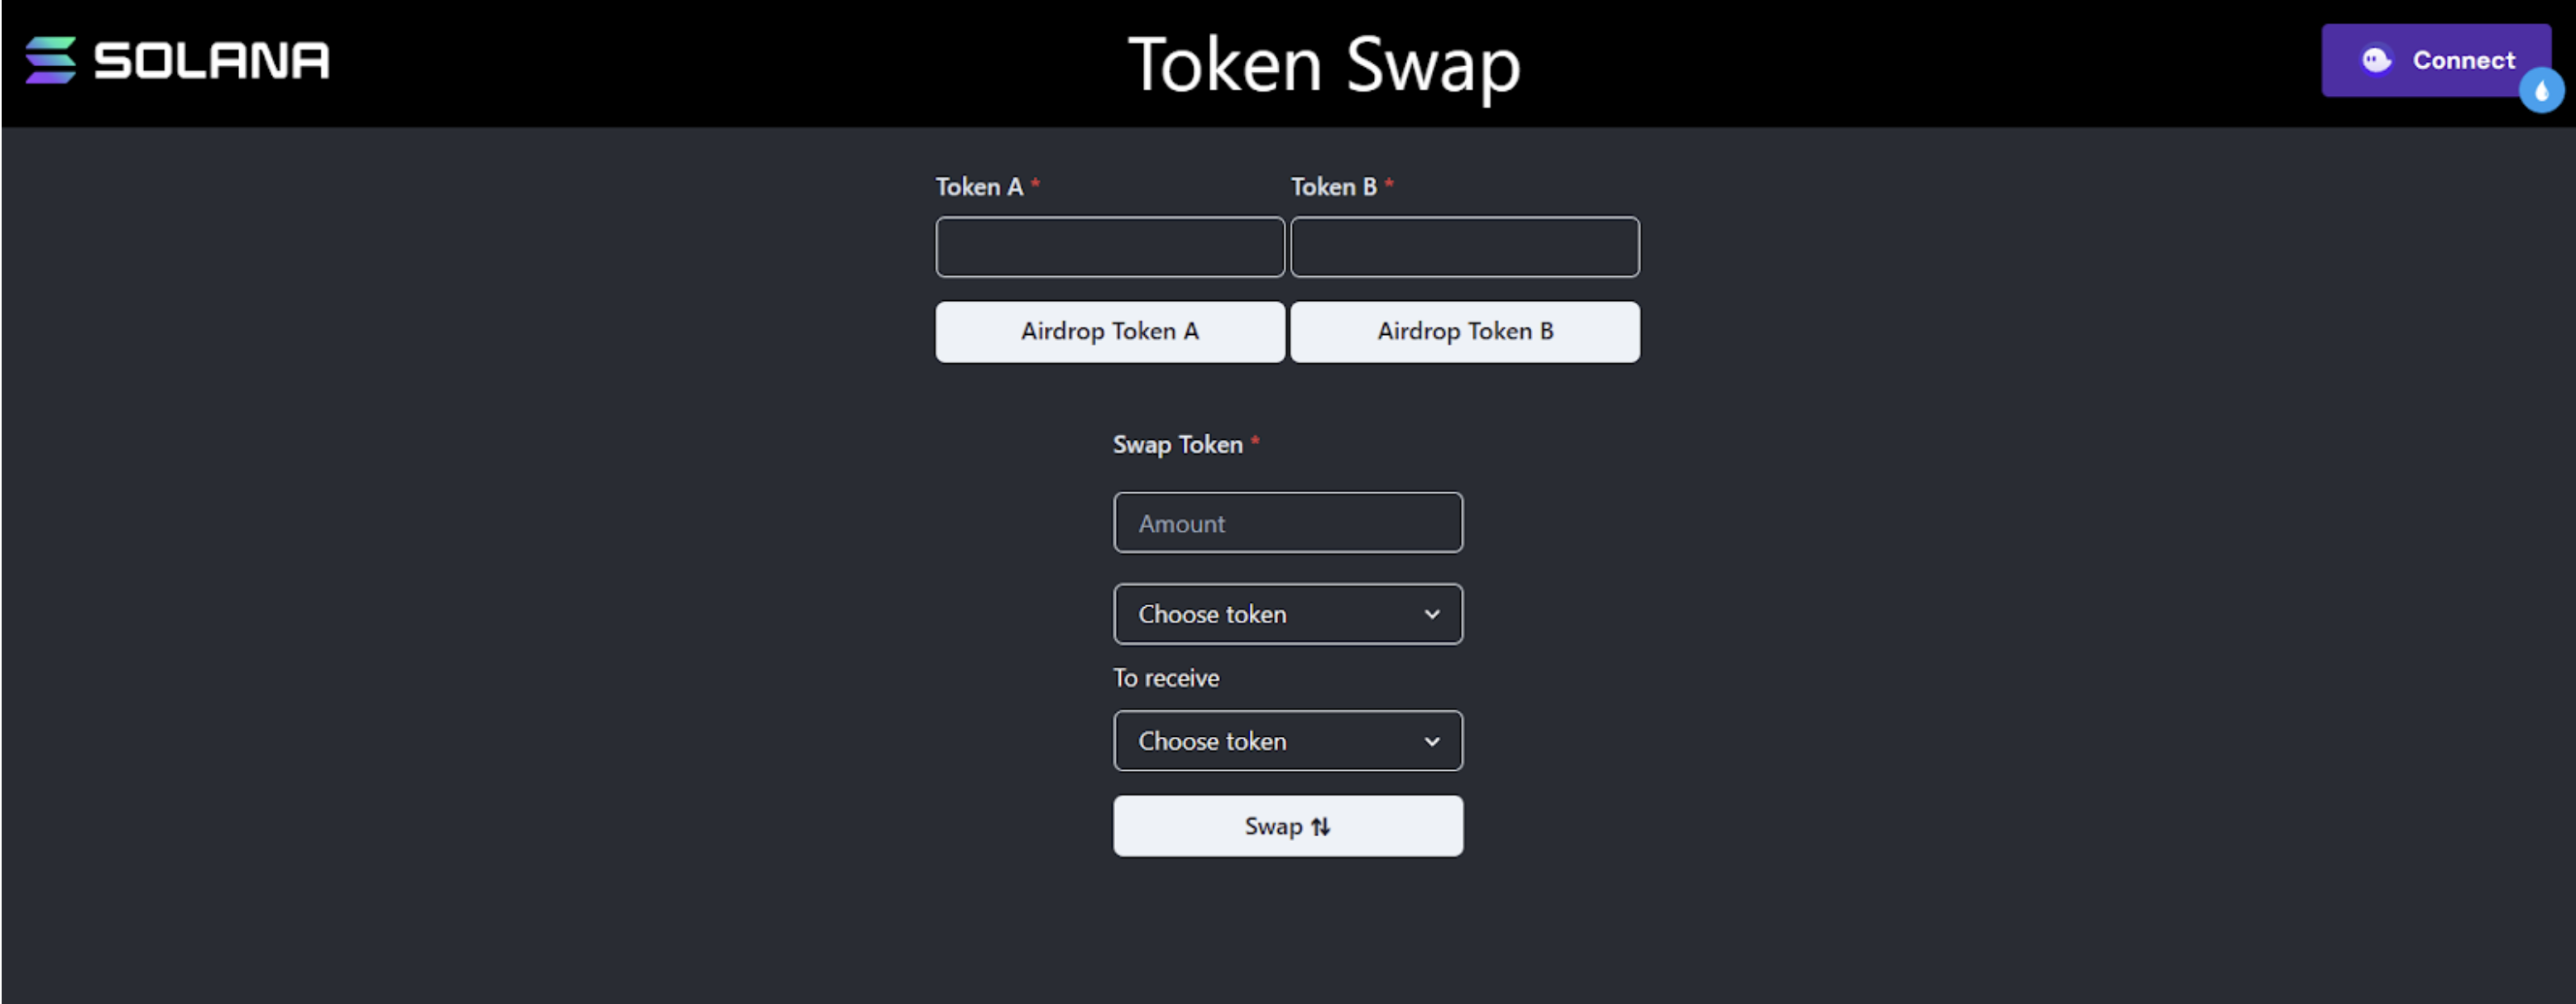 SOLANA
Token Swap
Connect
Token A *
Token B *
Airdrop Token A
Airdrop Token B
Swap Token *
Amount
Choose token
To receive
Choose token
Swap ⇅